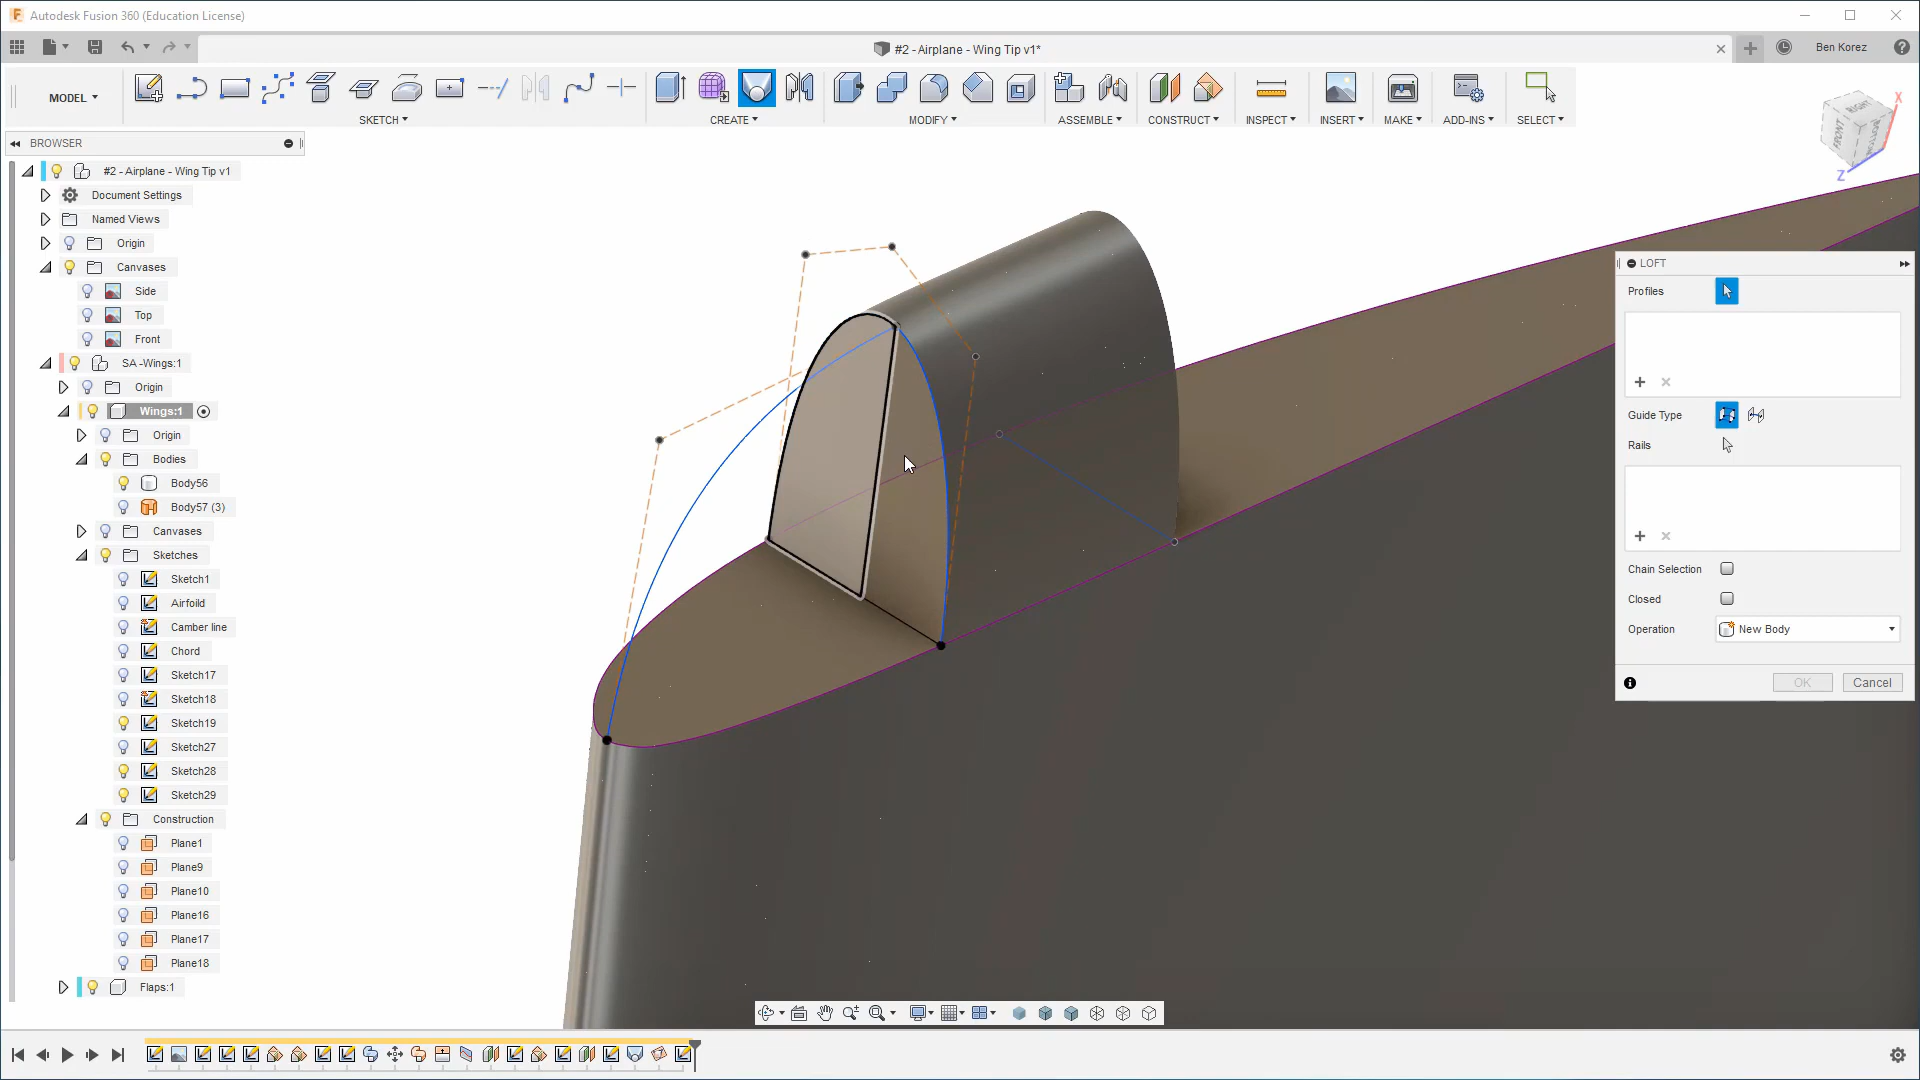 Autodesk Fusion 360 (Education License)
#2 - Airplane - Wing Tip v1*
Ben Korez
MODEL
SKETCH
CREATE
MODIFY
ASSEMBLE
CONSTRUCT
INSPECT
INSERT
MAKE
ADD-INS
SELECT
BROWSER
#2 - Airplane - Wing Tip v1
Document Settings
Named Views
Origin
Canvases
Side
Top
Front
SA -Wings:1
Origin
Wings:1
Origin
Bodies
Body56
Body57 (3)
Canvases
Sketches
Sketch1
Airfoild
Camber line
Chord
Sketch17
Sketch18
Sketch19
Sketch27
Sketch28
Sketch29
Construction
Plane1
Plane9
Plane10
Plane16
Plane17
Plane18
Flaps:1
X
RIGHT
FRONT
BOTTOM
Z
LOFT
Profiles
Guide Type
Rails
Chain Selection
Closed
Operation
New Body
OK
Cancel